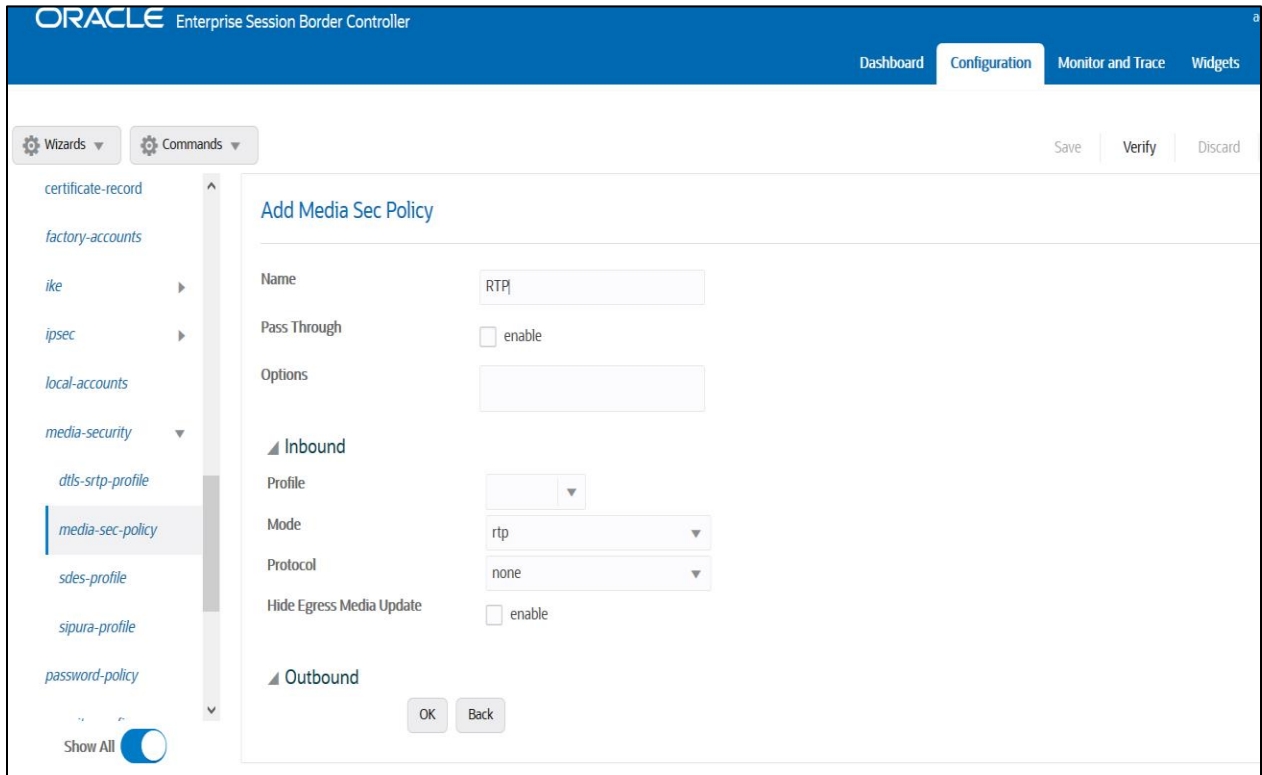 ORACLE Enterprise Session Border Controller
a
Dashboard Configuration Monitor and Trace Widgets
Wizards Commands
Save Verify Discard
certificate-record
factory-accounts
ike
ipsec
local-accounts
media-security
dtls-srtp-profile
media-sec-policy
sdes-profile
sipura-profile
password-policy
Show All
Add Media Sec Policy
Name RTP
Pass Through enable
Options
Inbound
Profile
Mode rtp
Protocol none
Hide Egress Media Update enable
Outbound
OK Back